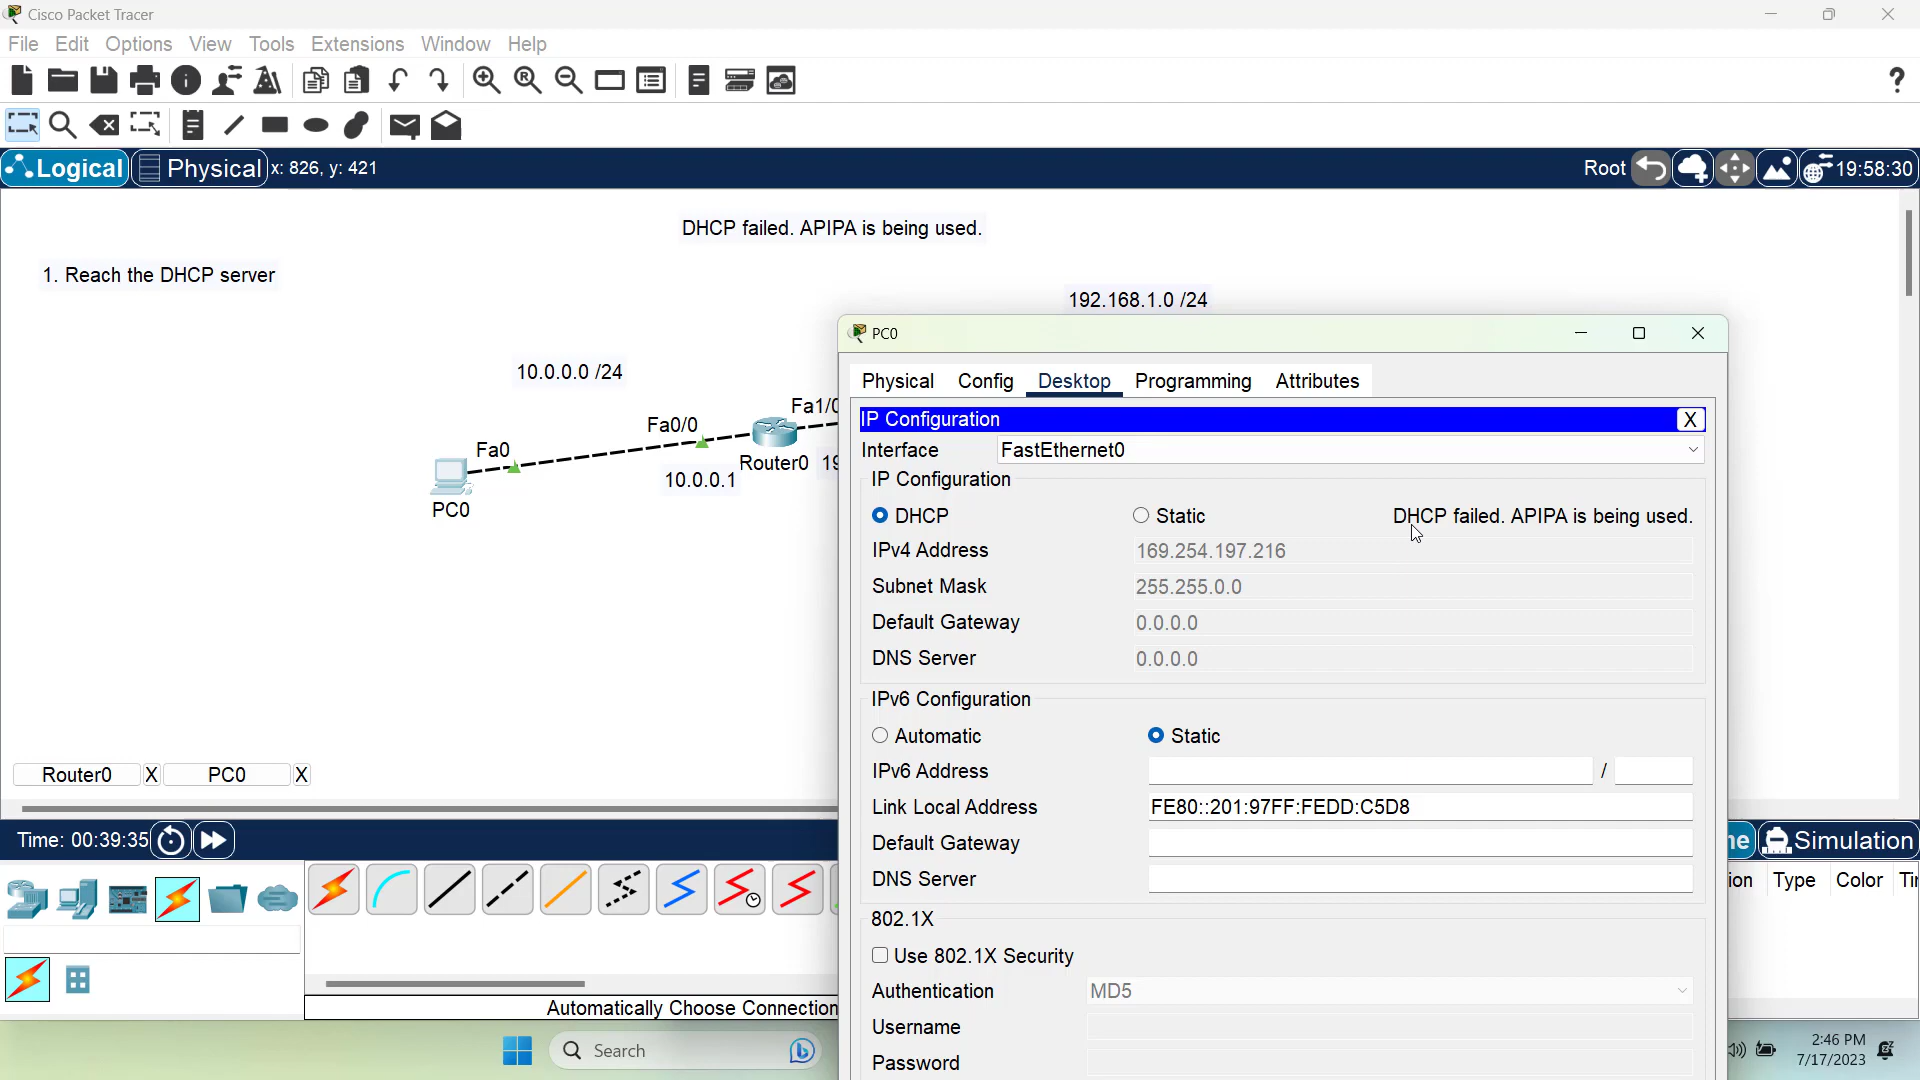 Cisco Packet Tracer
File Edit Options View Tools Extensions Window Help
?
Logical Physical x: 826, y: 421 Root 19:58:30
DHCP failed. APIPA is being used.
1. Reach the DHCP server
192.168.1.0 /24
10.0.0.0 /24
Fa1/0
Fa0/0
Fa0
Router0 19
10.0.0.1
PC0
PC0
Physical Config Desktop Programming Attributes
IP Configuration X
Interface FastEthernet0
IP Configuration
DHCP Static DHCP failed. APIPA is being used.
IPv4 Address 169.254.197.216
Subnet Mask 255.255.0.0
Default Gateway 0.0.0.0
DNS Server 0.0.0.0
IPv6 Configuration
Automatic Static
IPv6 Address /
Link Local Address FE80::201:97FF:FEDD:C5D8
Default Gateway
DNS Server
802.1X
Use 802.1X Security
Authentication MD5
Username
Password
Router0 X PC0 X
Time: 00:39:35 me Simulation
ion Type Color Ti
Automatically Choose Connection
Search
2:46 PM
7/17/2023